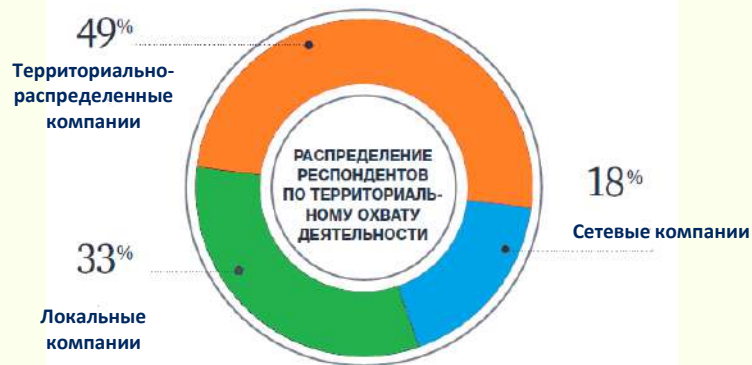 49%
Территориально-
распределенные
компании
РАСПРЕДЕЛЕНИЕ
РЕСПОНДЕНТОВ
ПО ТЕРРИТОРИАЛЬ-
НОМУ ОХВАТУ
ДЕЯТЕЛЬНОСТИ
18%
Сетевые компании
33%
Локальные
компании